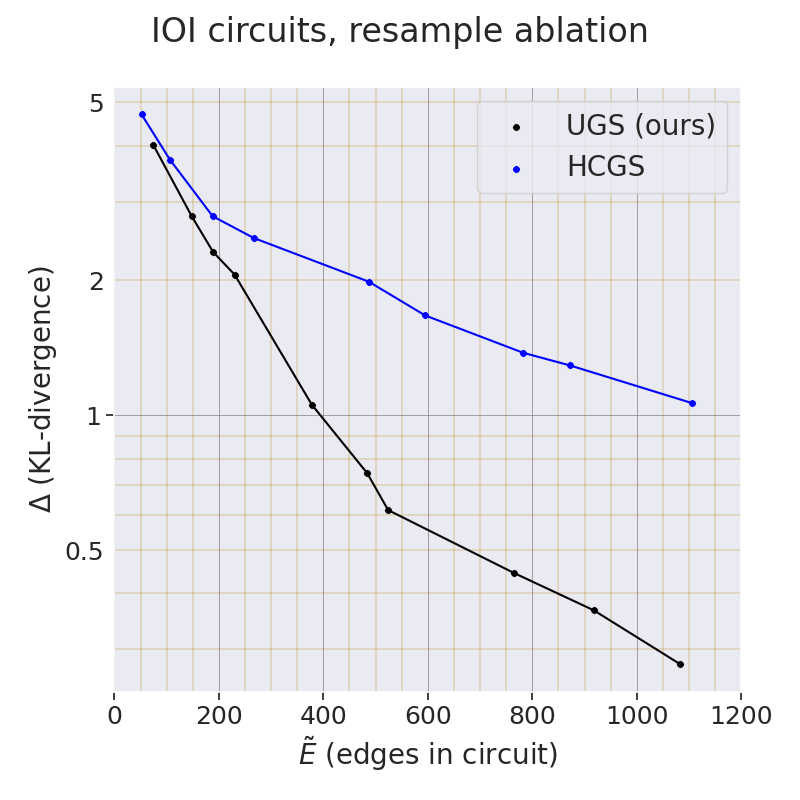 IOI circuits, resample ablation
UGS (ours)
HCGS
5
2
1
0.5
Δ (KL-divergence)
0
200
400
600
800
1000
1200
Ẽ (edges in circuit)